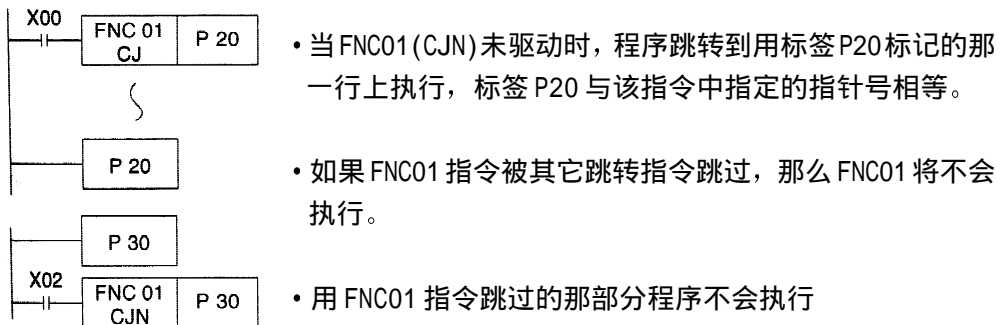 X00
FNC 01
CJ
P 20
• 当FNC01(CJN)未驱动时，程序跳转到用标签P20标记的那
一行上执行，标签 P20 与该指令中指定的指针号相等。
P 20
• 如果 FNC01 指令被其它跳转指令跳过，那么 FNC01 将不会
执行。
P 30
X02
FNC 01
CJN
P 30
• 用 FNC01 指令跳过的那部分程序不会执行